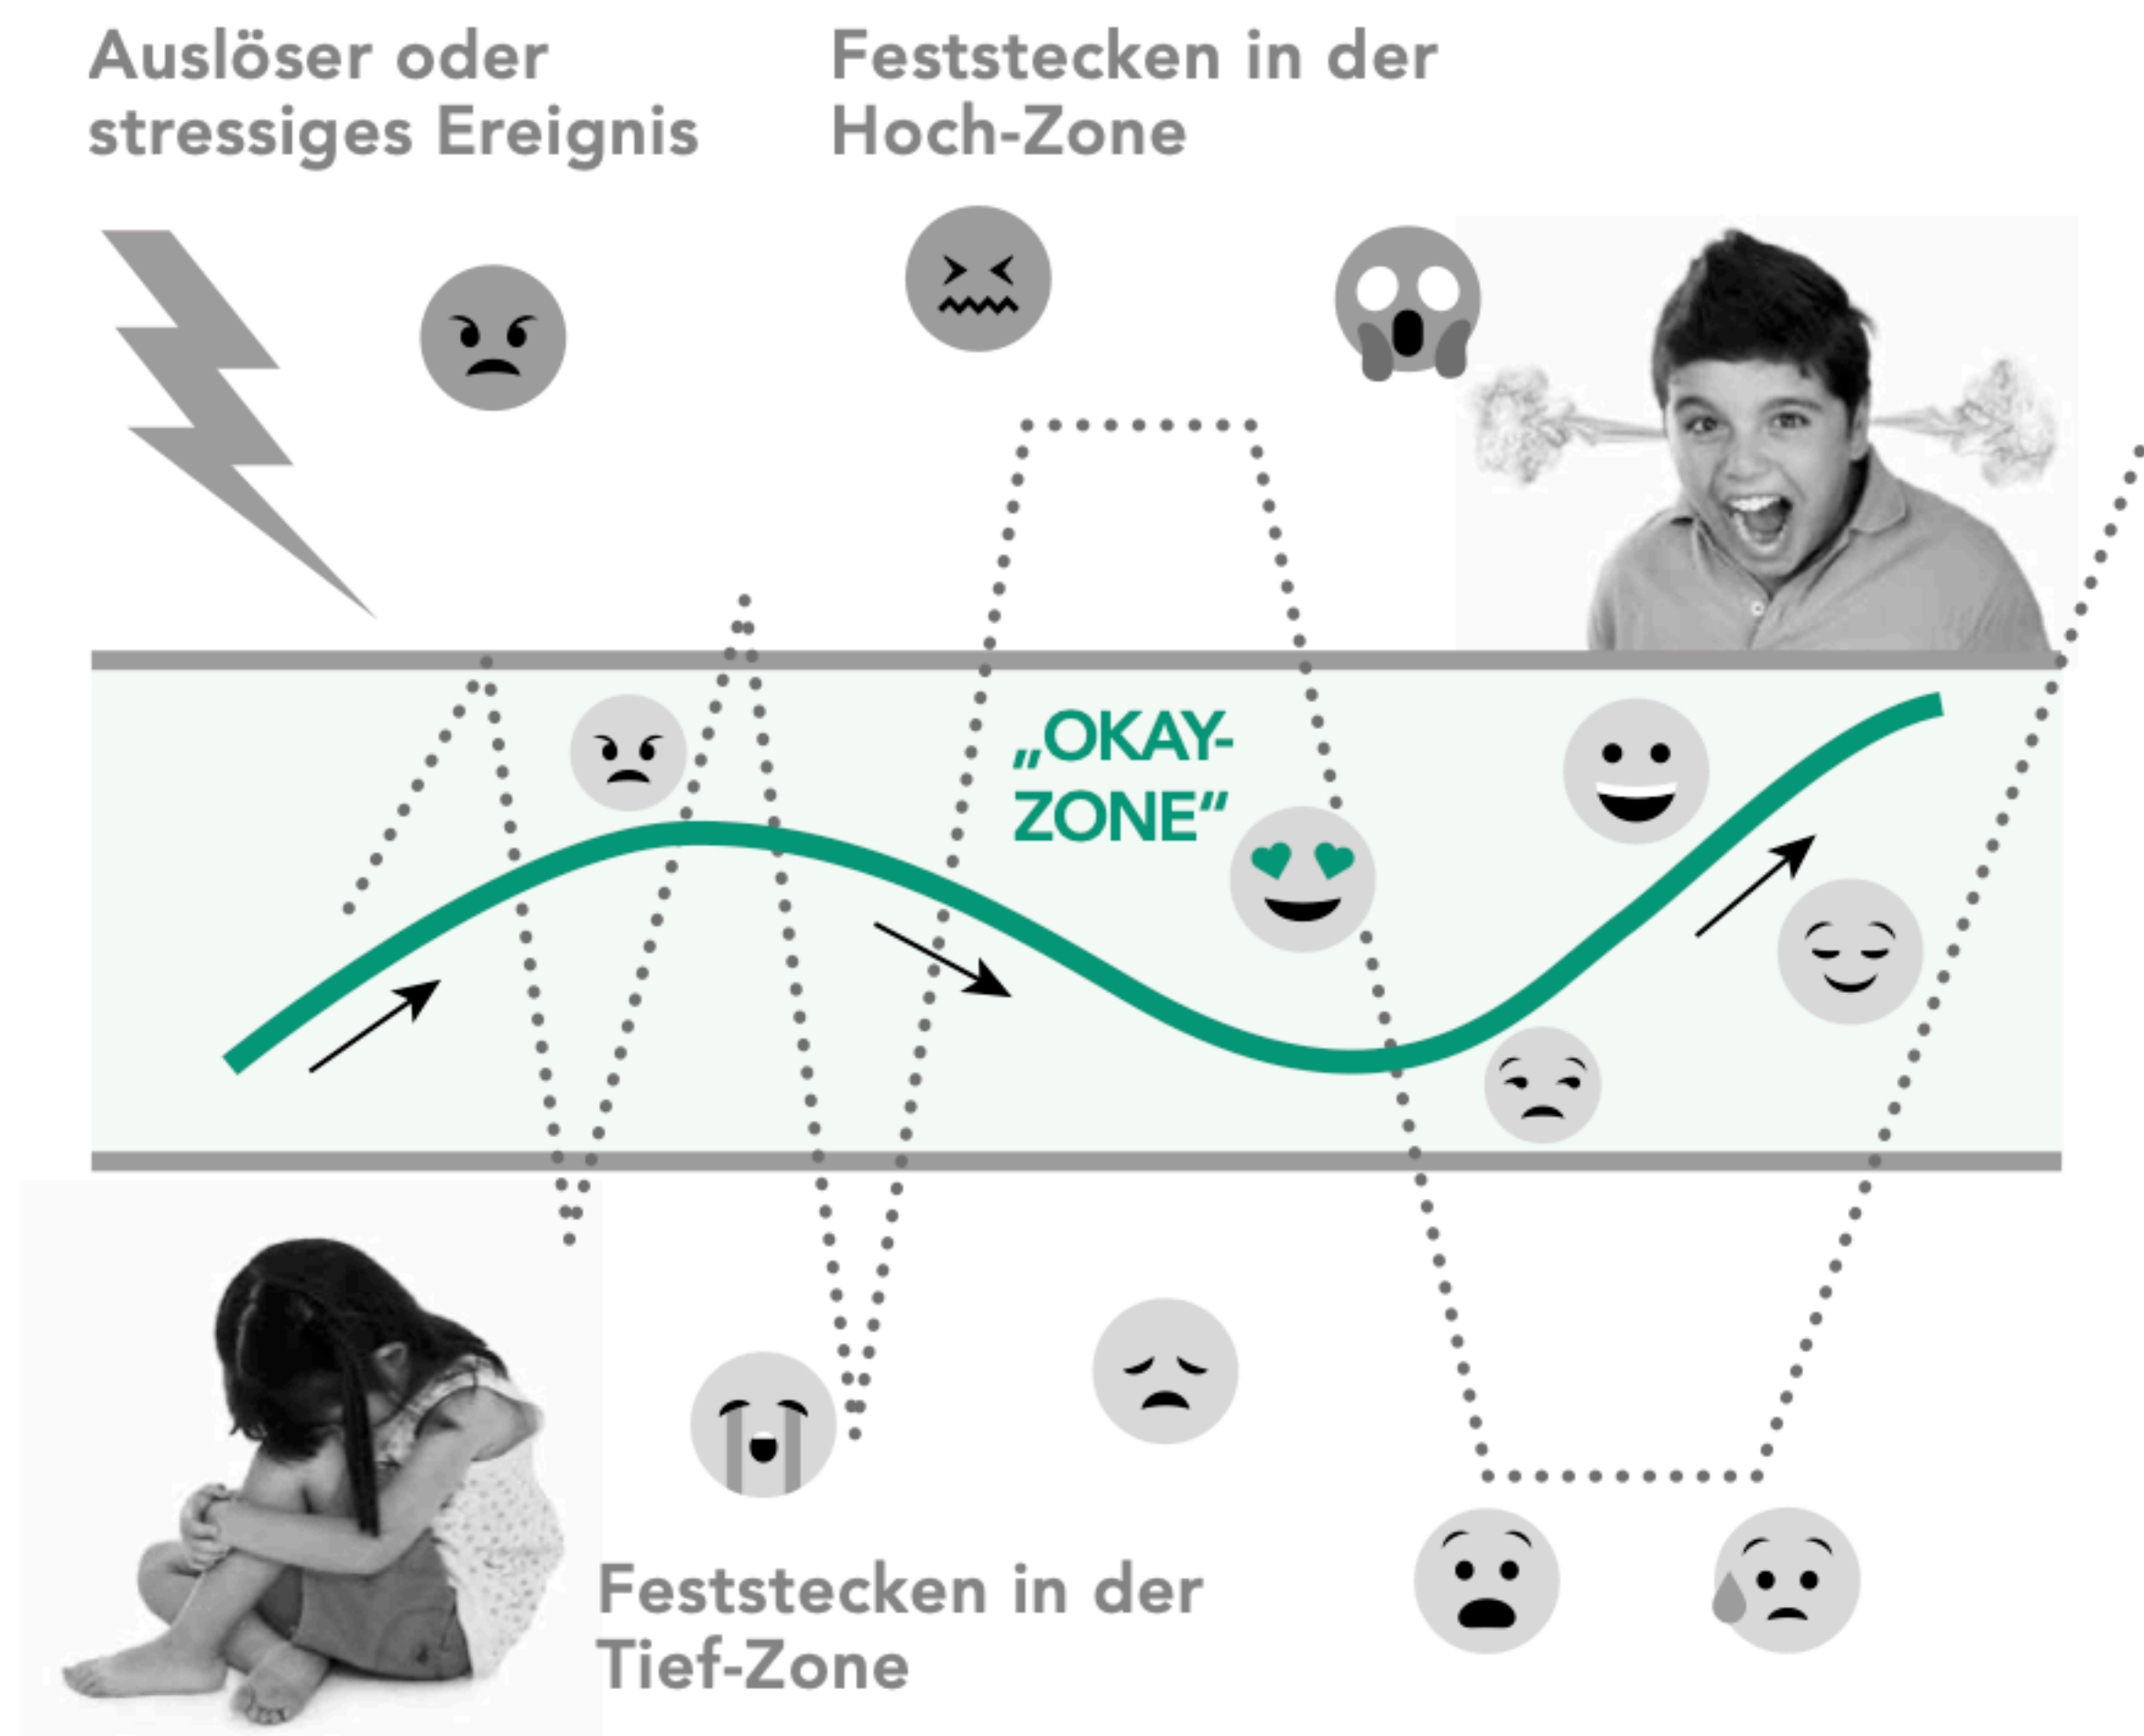 Auslöser oder
stressiges Ereignis
Feststecken in der
Hoch-Zone
„OKAY-
ZONE“
Feststecken in der
Tief-Zone